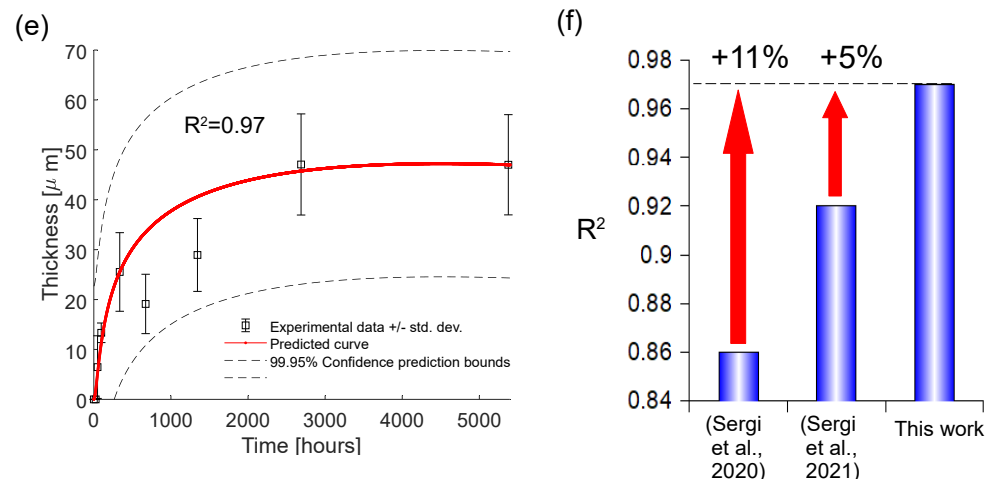 (e)
70
60
50
40
30
20
10
0
Thickness [μ m]
R²=0.97
Experimental data +/- std. dev.
Predicted curve
99.95% Confidence prediction bounds
0 1000 2000 3000 4000 5000
Time [hours]
(f)
+11% +5%
0.98
0.96
0.94
0.92
0.9
0.88
0.86
0.84
R²
(Sergi et al., 2020)
(Sergi et al., 2021)
This work